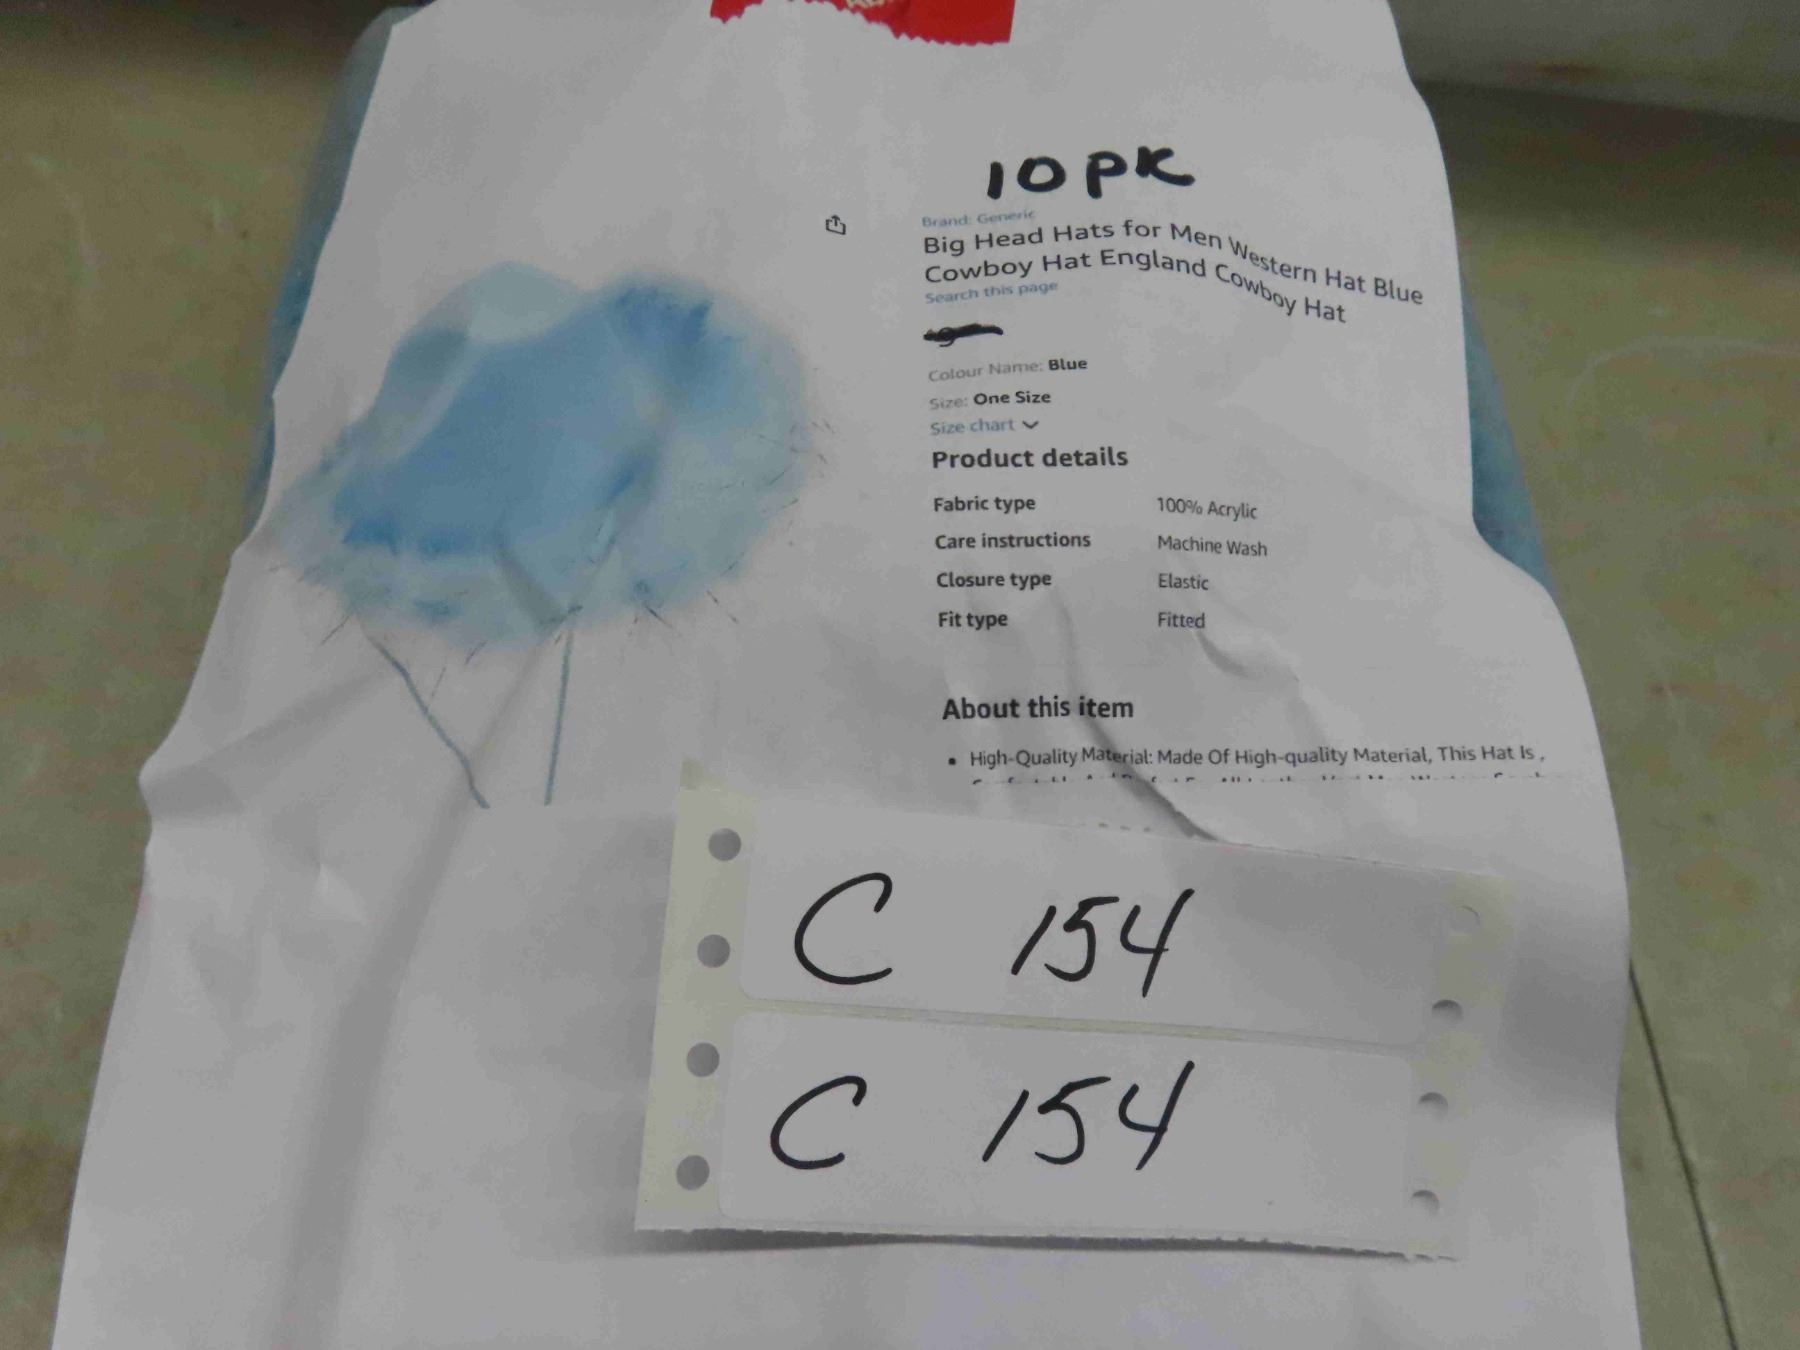 10 PK
Brand: Generic
Big Head Hats for Men Western Hat Blue
Cowboy Hat England Cowboy Hat
Search this page
Colour Name: Blue
Size: One Size
Size chart
Product details
Fabric type 100% Acrylic
Care instructions Machine Wash
Closure type Elastic
Fit type Fitted
About this item
• High-Quality Material: Made Of High-quality Material, This Hat Is ,
C 154
C 154